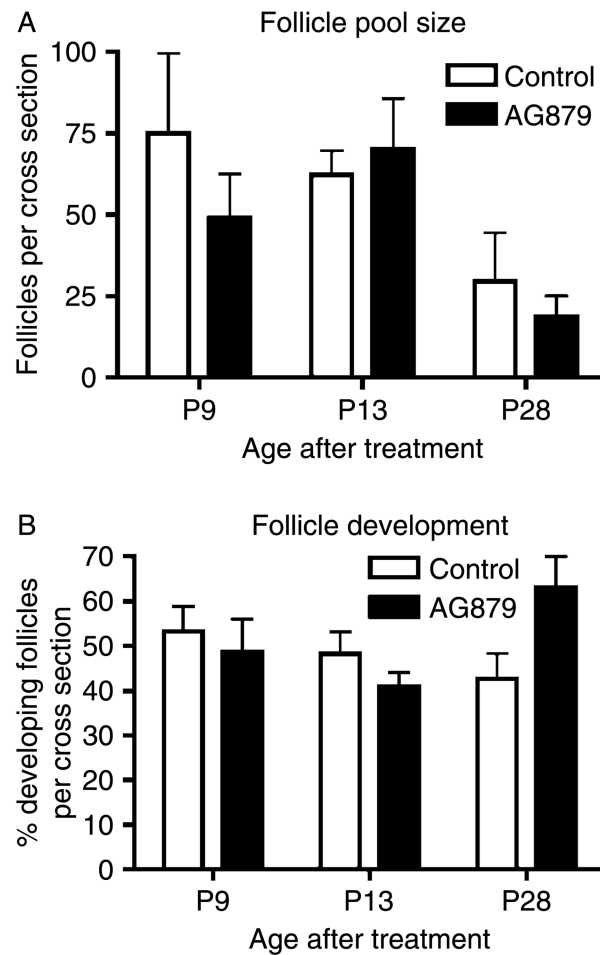 A
Follicle pool size
Follicles per cross section
100
75
50
25
0
Control
AG879
P9
P13
P28
Age after treatment
B
Follicle development
% developing follicles
per cross section
70
60
50
40
30
20
10
0
Control
AG879
P9
P13
P28
Age after treatment